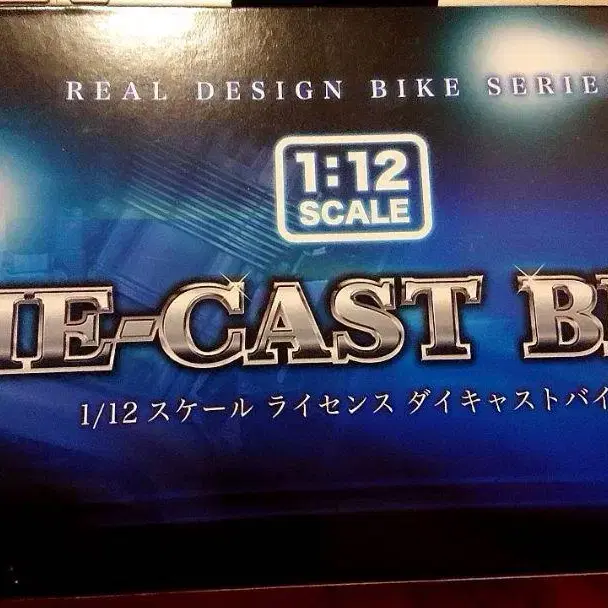 REAL DESIGN BIKE SERIE
1:12
SCALE
IE-CAST B
1/12 スケール ライセンス ダイキャストバイ